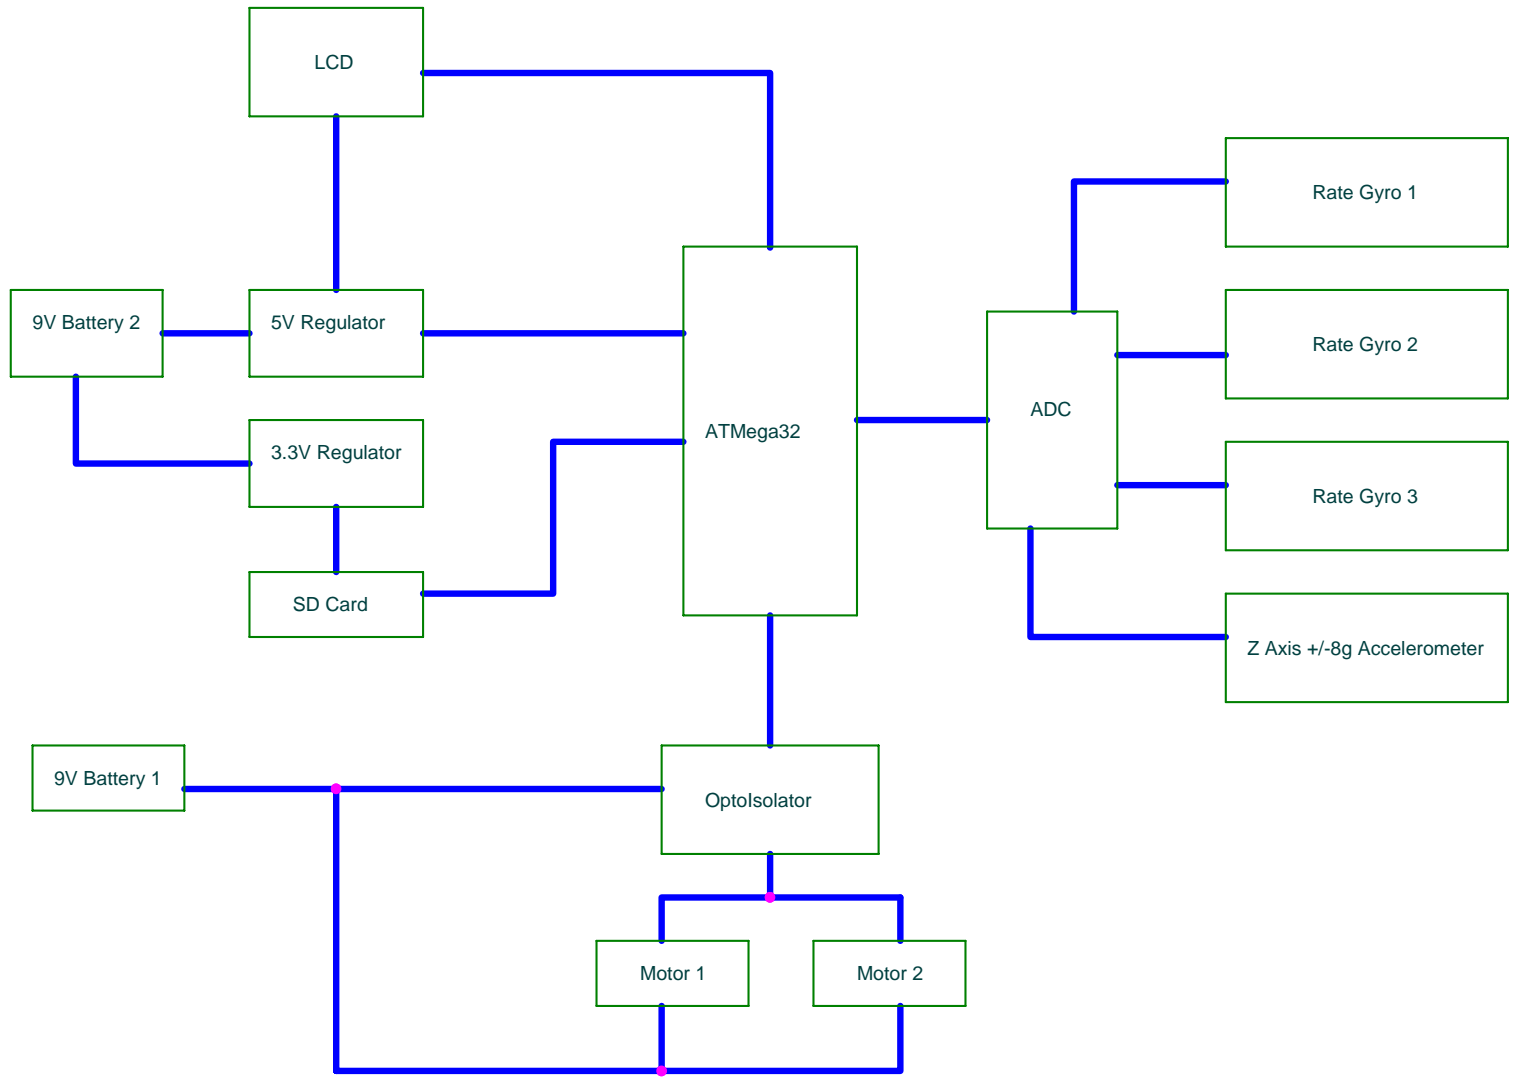 LCD
Rate Gyro 1
9V Battery 2
5V Regulator
Rate Gyro 2
ADC
ATMega32
3.3V Regulator
Rate Gyro 3
SD Card
Z Axis +/-8g Accelerometer
9V Battery 1
OptoIsolator
Motor 1
Motor 2